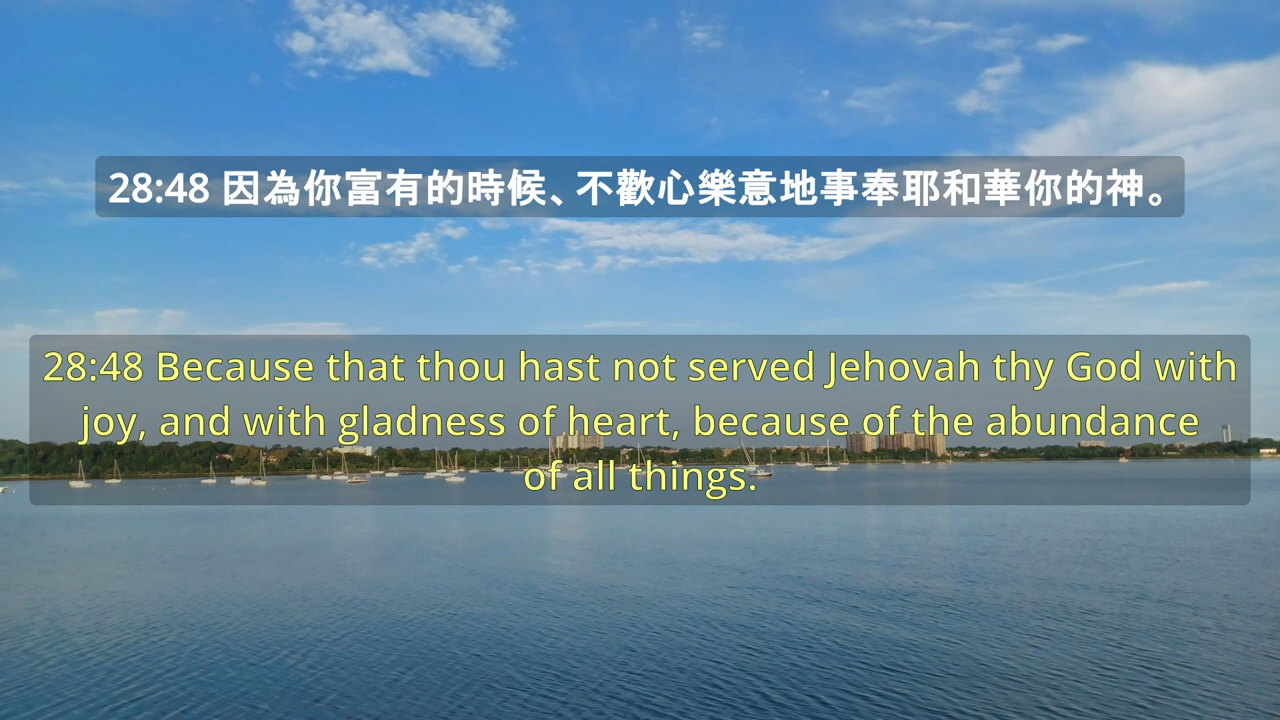 28:48 因為你富有的時候、不歡心樂意地事奉耶和華你的神。
28:48 Because that thou hast not served Jehovah thy God with
joy, and with gladness of heart, because of the abundance
of all things.